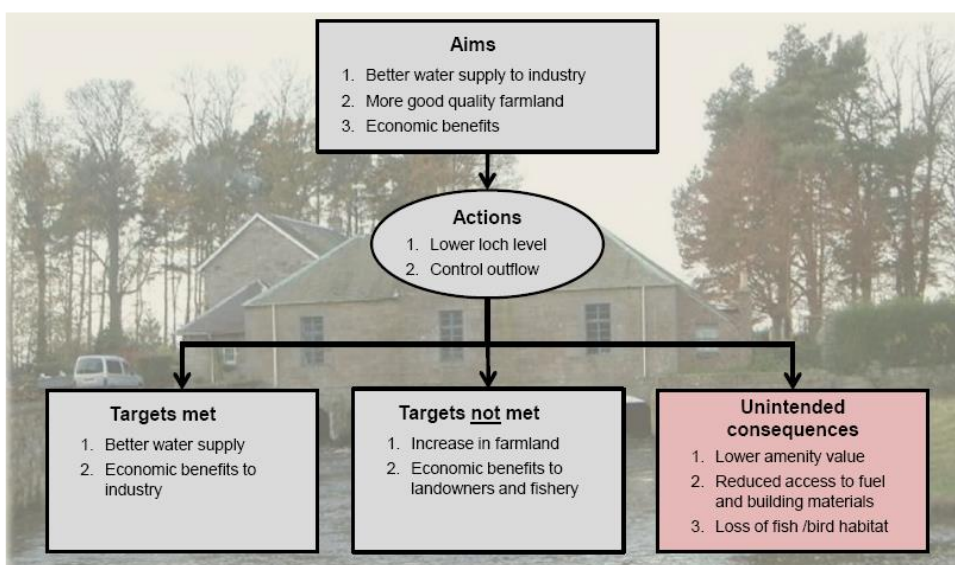 Aims
1. Better water supply to industry
2. More good quality farmland
3. Economic benefits
Actions
1. Lower loch level
2. Control outflow
Targets met
1. Better water supply
2. Economic benefits to
industry
Targets not met
1. Increase in farmland
2. Economic benefits to
landowners and fishery
Unintended
consequences
1. Lower amenity value
2. Reduced access to fuel
and building materials
3. Loss of fish /bird habitat